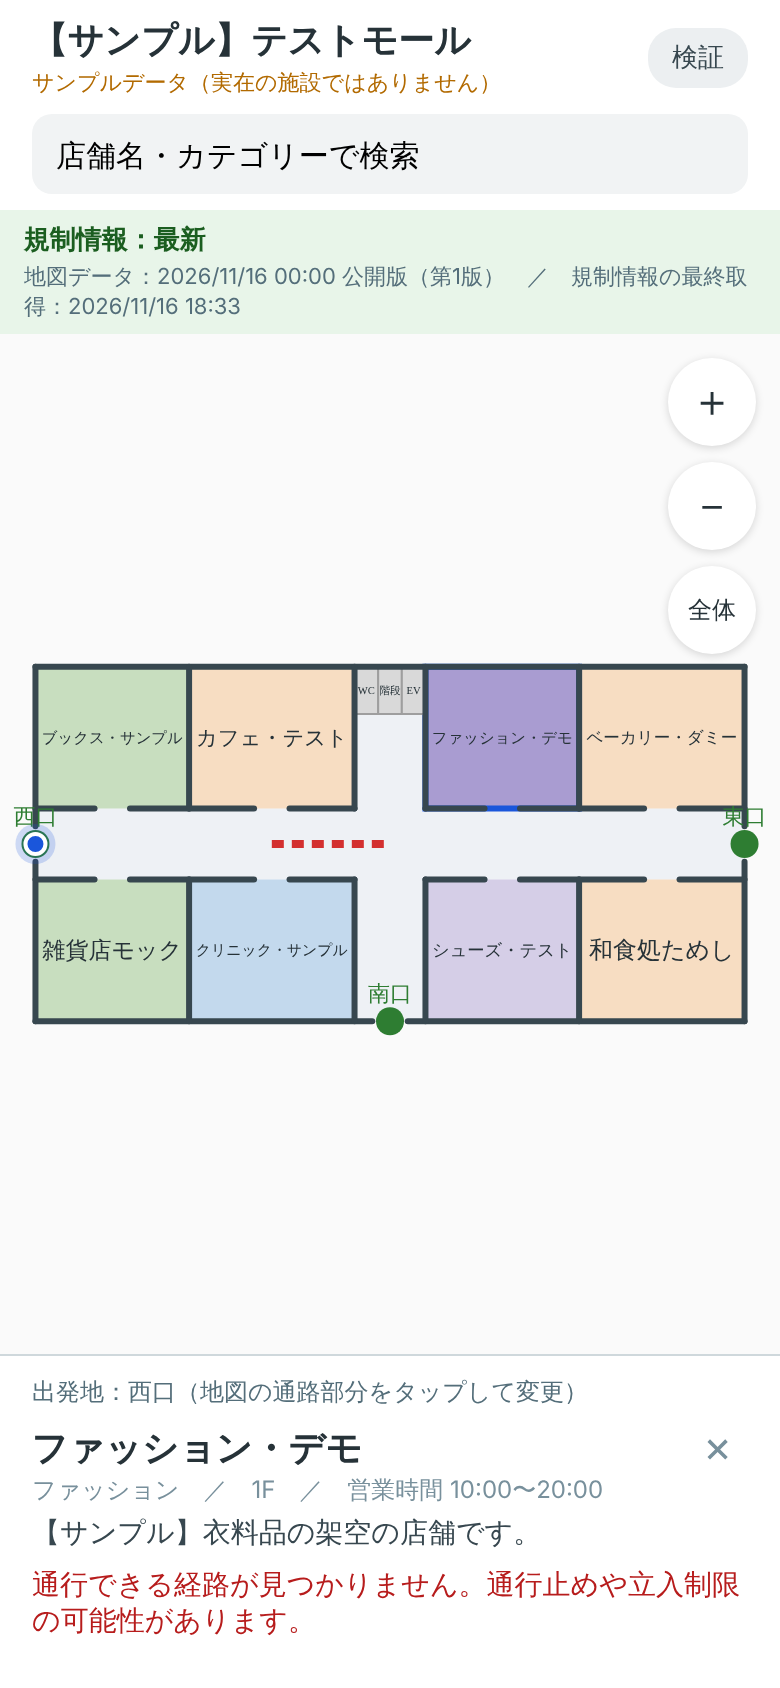 【サンプル】テストモール
サンプルデータ（実在の施設ではありません）
検証
店舗名・カテゴリーで検索
規制情報：最新
地図データ：2026/11/16 00:00 公開版（第1版）　／　規制情報の最終取
得：2026/11/16 18:33
+
−
全体
ブックス・サンプル
カフェ・テスト
WC
階段
EV
ファッション・デモ
ベーカリー・ダミー
西口
東口
雑貨店モック
クリニック・サンプル
シューズ・テスト
和食処ためし
南口
出発地：西口（地図の通路部分をタップして変更）
ファッション・デモ
✕
ファッション　／　1F　／　営業時間 10:00〜20:00
【サンプル】衣料品の架空の店舗です。
通行できる経路が見つかりません。通行止めや立入制限
の可能性があります。